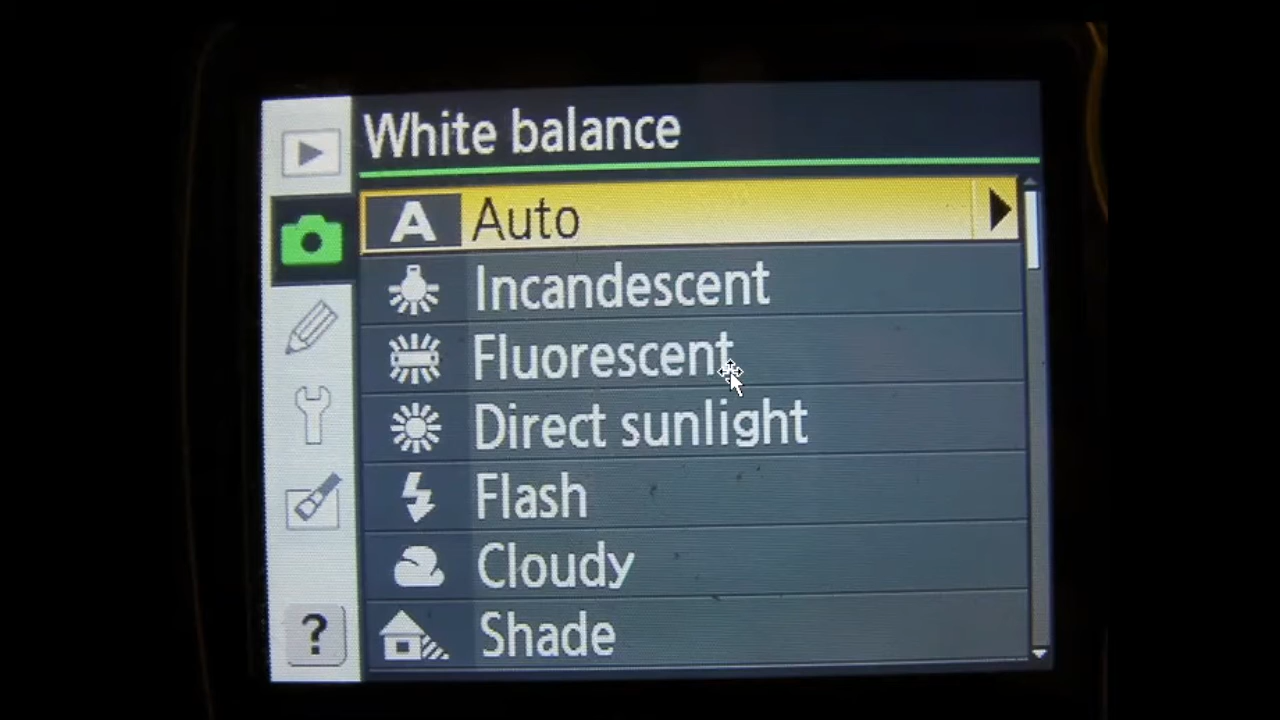 White balance
A Auto
Incandescent
Fluorescent
Direct sunlight
Flash
Cloudy
Shade
?